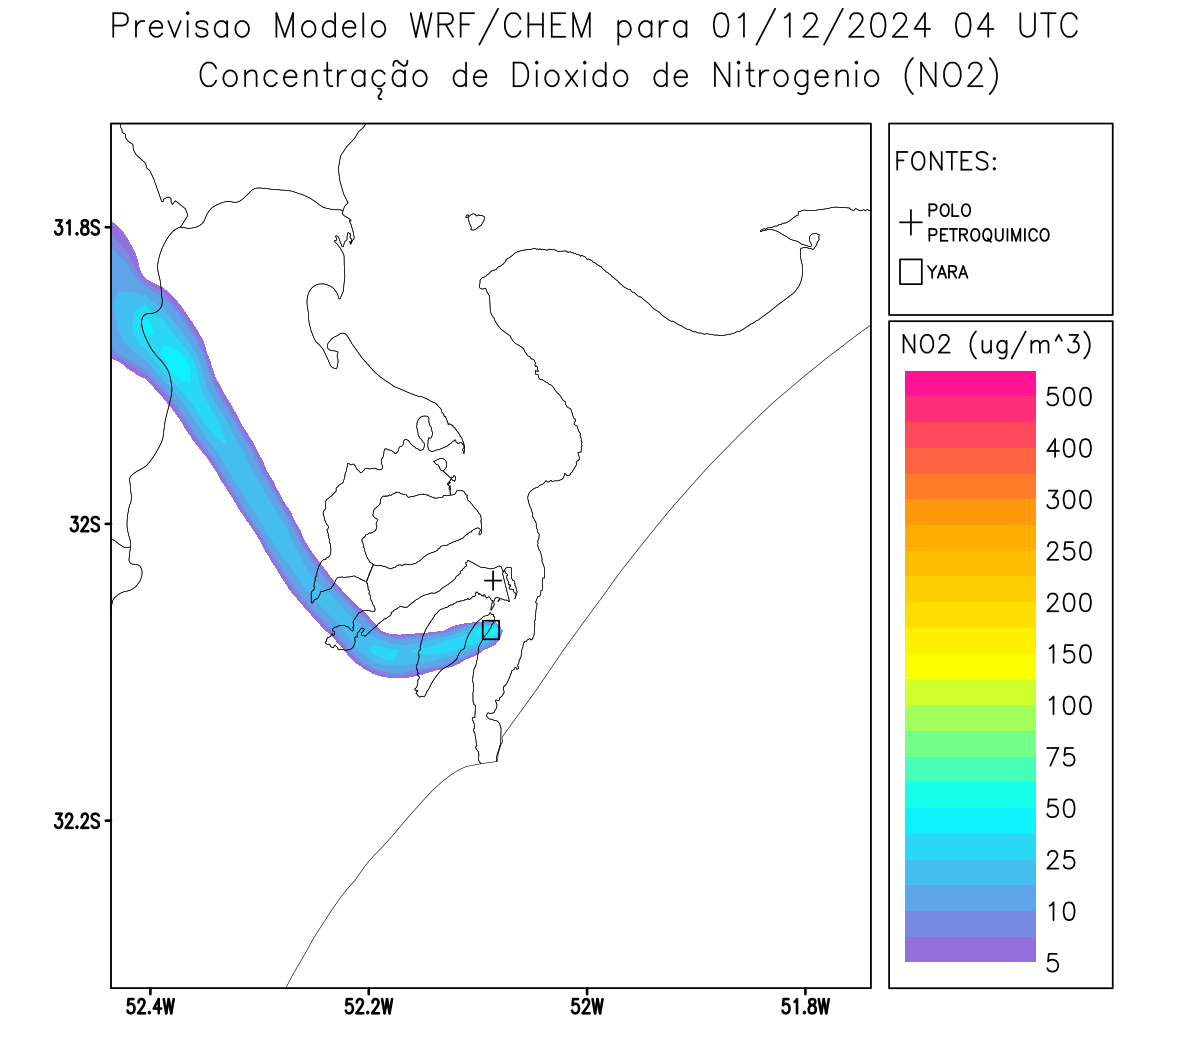 Previsao Modelo WRF/CHEM para 01/12/2024 04 UTC
Concentração de Dioxido de Nitrogenio (NO2)
FONTES:
POLO
PETROQUIMICO
YARA
NO2 (ug/m^3)
500
400
300
250
200
150
100
75
50
25
10
5
31.8S
32S
32.2S
52.4W
52.2W
52W
51.8W